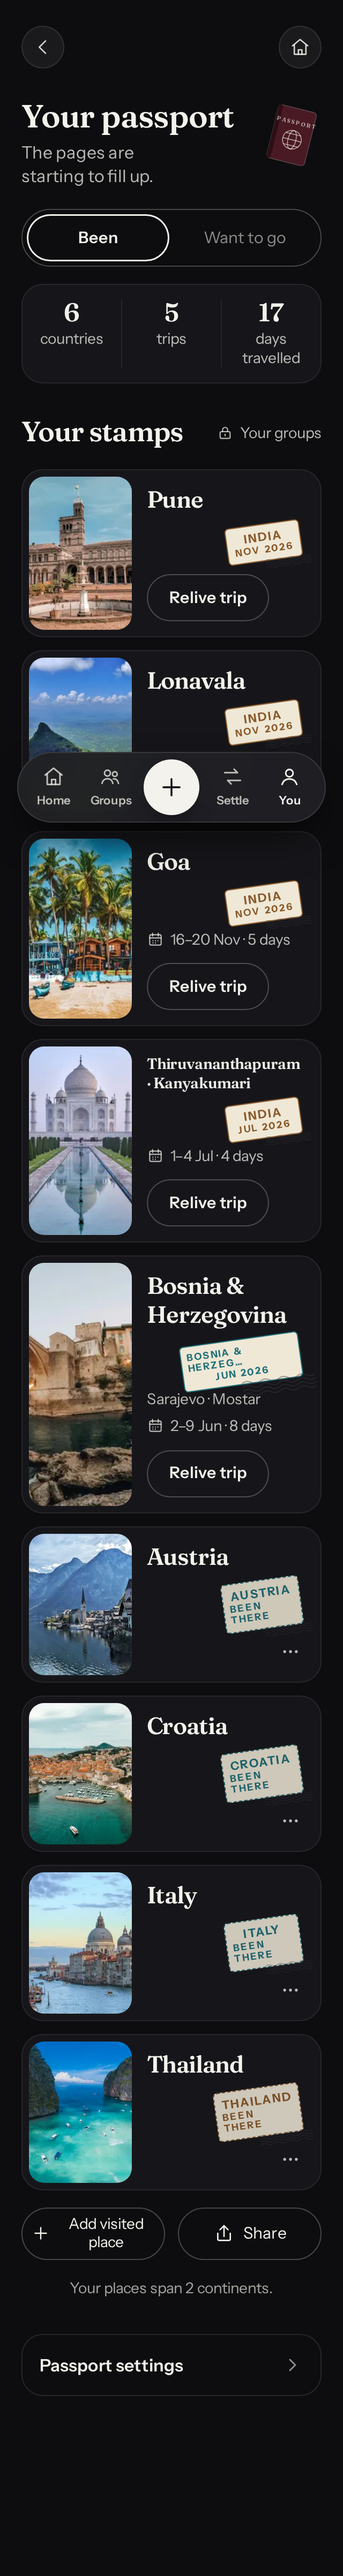 Your passport
PASSPORT
The pages are
starting to fill up.
Been
Want to go
6
countries
5
trips
17
days
travelled
Your stamps
Your groups
Pune
INDIA
NOV 2026
Relive trip
Lonavala
INDIA
NOV 2026
Home
Groups
Settle
You
Goa
INDIA
NOV 2026
16–20 Nov · 5 days
Relive trip
Thiruvananthapuram
· Kanyakumari
INDIA
JUL 2026
1–4 Jul · 4 days
Relive trip
Bosnia &
Herzegovina
BOSNIA &
HERZEG...
JUN 2026
Sarajevo · Mostar
2–9 Jun · 8 days
Relive trip
Austria
AUSTRIA
BEEN
THERE
Croatia
CROATIA
BEEN
THERE
Italy
ITALY
BEEN
THERE
Thailand
THAILAND
BEEN
THERE
Add visited
place
Share
Your places span 2 continents.
Passport settings